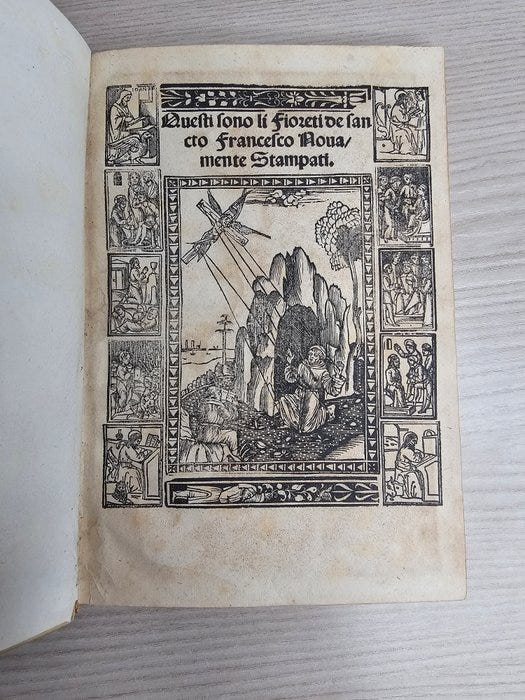 Questi sono li Fioreti de san
cto Francesco Noua/
mente Stampati.